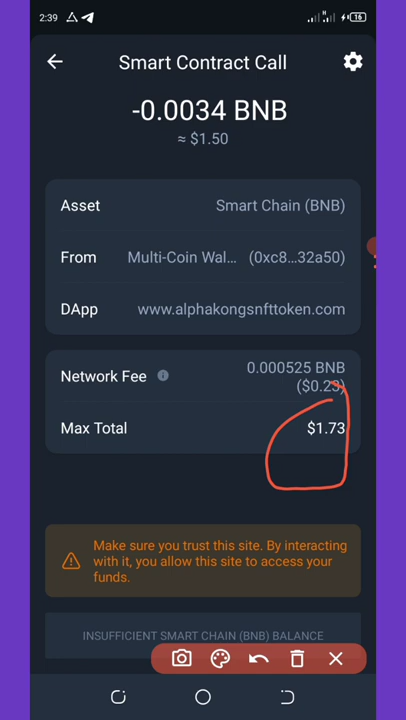 2:39 16
Smart Contract Call
-0.0034 BNB
≈ $1.50
Asset Smart Chain (BNB)
From Multi-Coin Wal... (0xc8...32a50)
DApp www.alphakongsnfttoken.com
Network Fee 0.000525 BNB
($0.23)
Max Total $1.73
Make sure you trust this site. By interacting
with it, you allow this site to access your
funds.
INSUFFICIENT SMART CHAIN (BNB) BALANCE